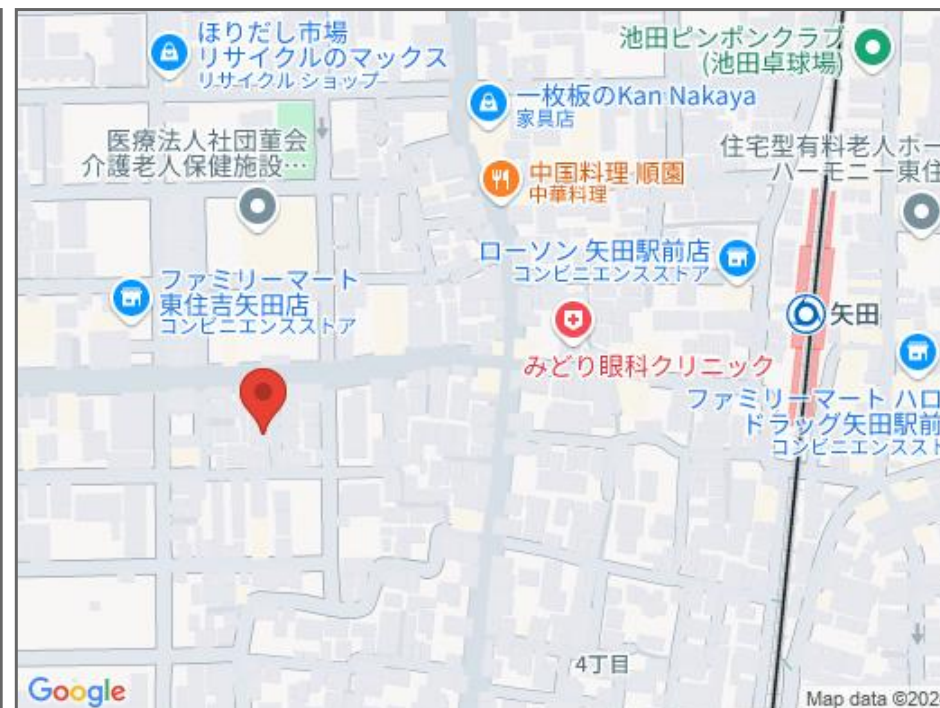 ほりだし市場
リサイクルのマックス
リサイクル ショップ
池田ピンポンクラブ
(池田卓球場)
一枚板のKan Nakaya
家具店
医療法人社団菫会
介護老人保健施設…
住宅型有料老人ホー
ハーモニー東住
中国料理 順園
中華料理
ローソン 矢田駅前店
コンビニエンスストア
ファミリーマート
東住吉矢田店
コンビニエンスストア
矢田
みどり眼科クリニック
ファミリーマート ハロ
ドラッグ矢田駅前
コンビニエンススト
4丁目
Google
Map data ©202